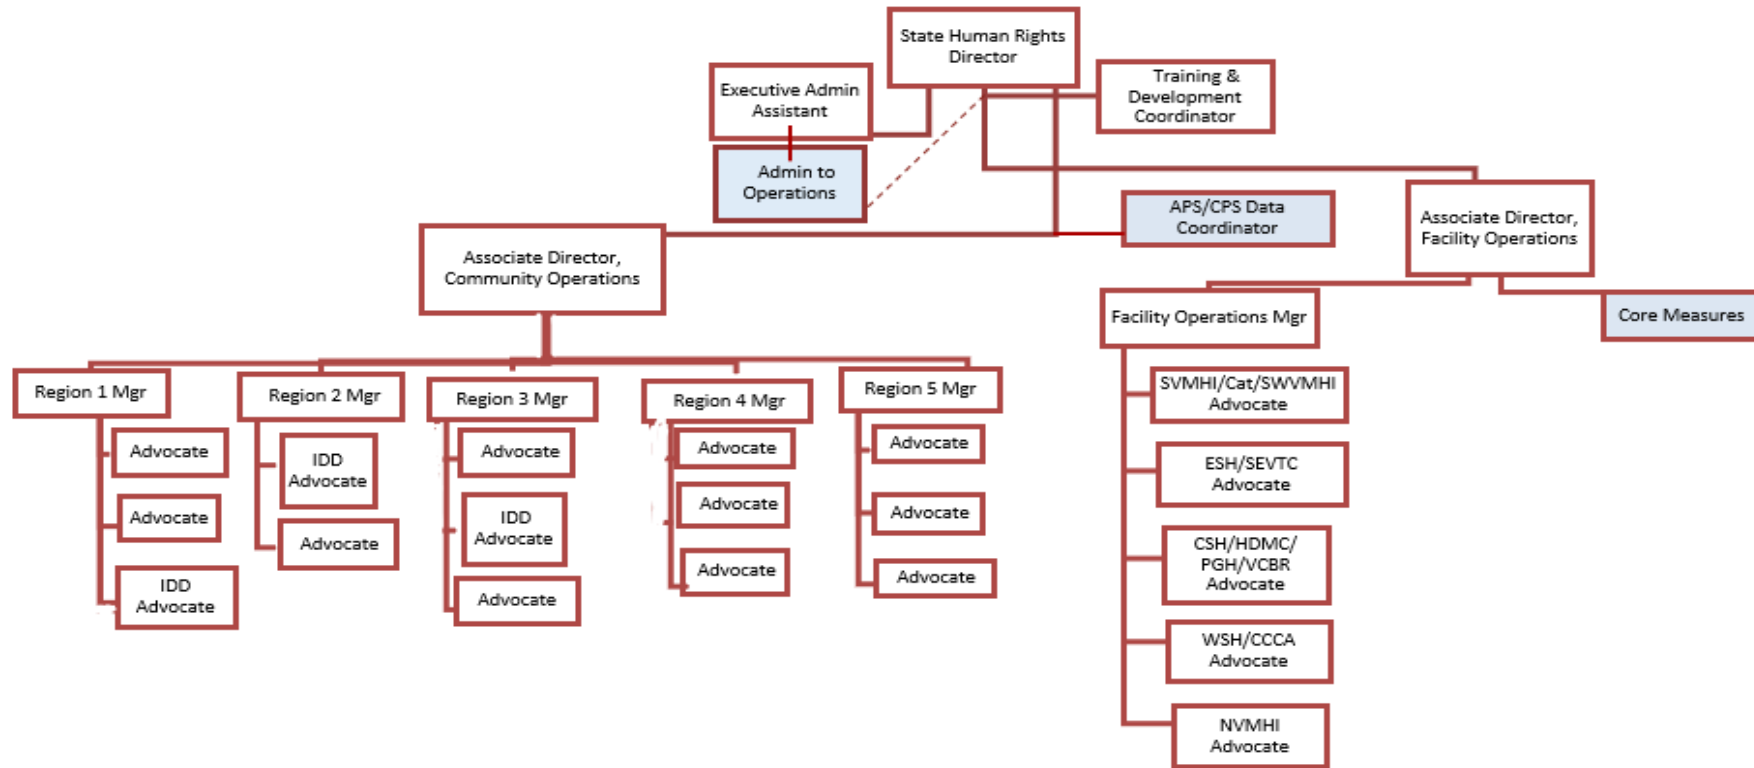 State Human Rights
Director
Executive Admin
Assistant
Training &
Development
Coordinator
Admin to
Operations
APS/CPS Data
Coordinator
Associate Director,
Facility Operations
Associate Director,
Community Operations
Facility Operations Mgr
Core Measures
Region 1 Mgr
Region 2 Mgr
Region 3 Mgr
Region 4 Mgr
Region 5 Mgr
Advocate
Advocate
IDD
Advocate
IDD
Advocate
Advocate
Advocate
IDD
Advocate
Advocate
Advocate
Advocate
Advocate
Advocate
Advocate
Advocate
SVMHI/Cat/SWVMHI
Advocate
ESH/SEVTC
Advocate
CSH/HDMC/
PGH/VCBR
Advocate
WSH/CCCA
Advocate
NVMHI
Advocate